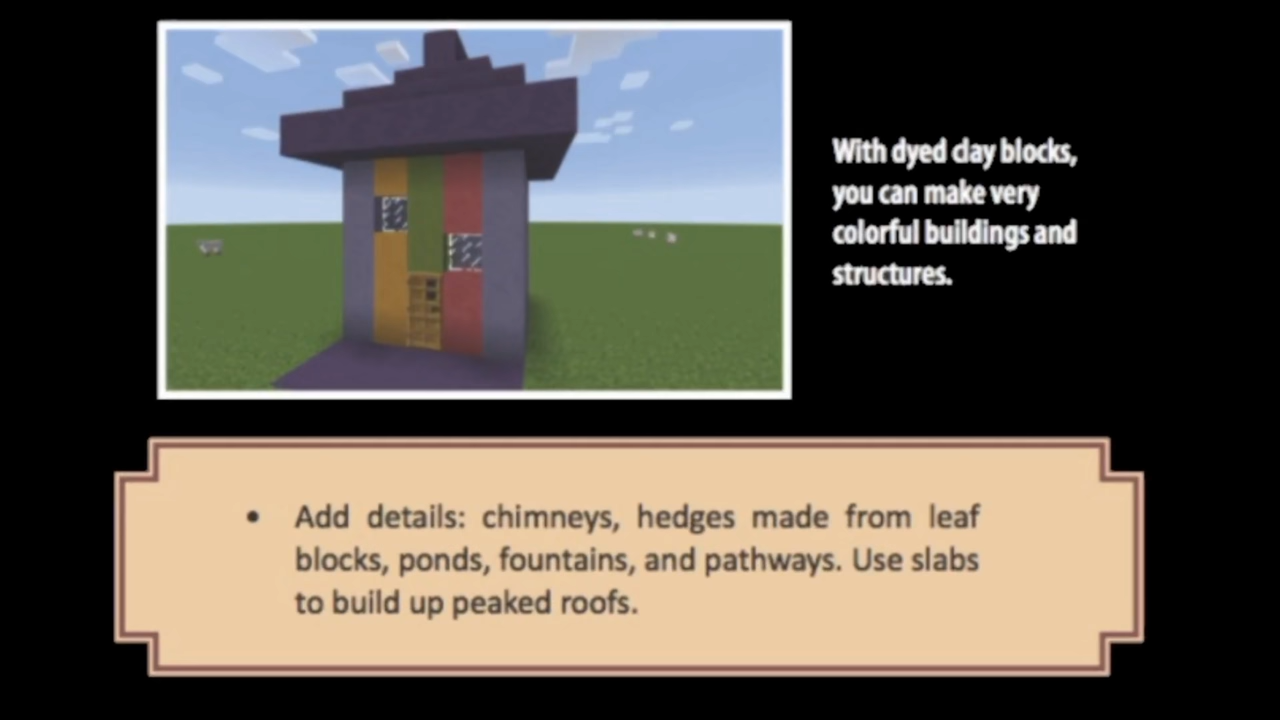 With dyed clay blocks,
you can make very
colorful buildings and
structures.
• Add details: chimneys, hedges made from leaf
blocks, ponds, fountains, and pathways. Use slabs
to build up peaked roofs.